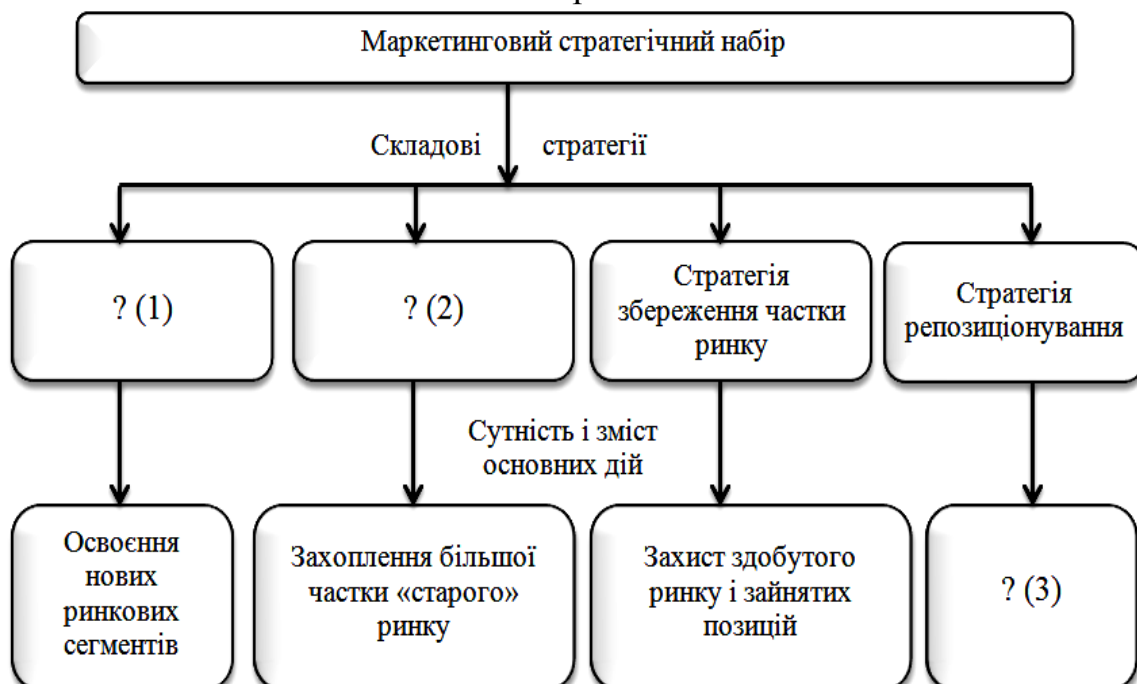 Маркетинговий стратегічний набір
Складові стратегії
? (1)
? (2)
Стратегія
збереження частки
ринку
Стратегія
репозиціонування
Сутність і зміст
основних дій
Освоєння
нових
ринкових
сегментів
Захоплення більшої
частки «старого»
ринку
Захист здобутого
ринку і зайнятих
позицій
? (3)